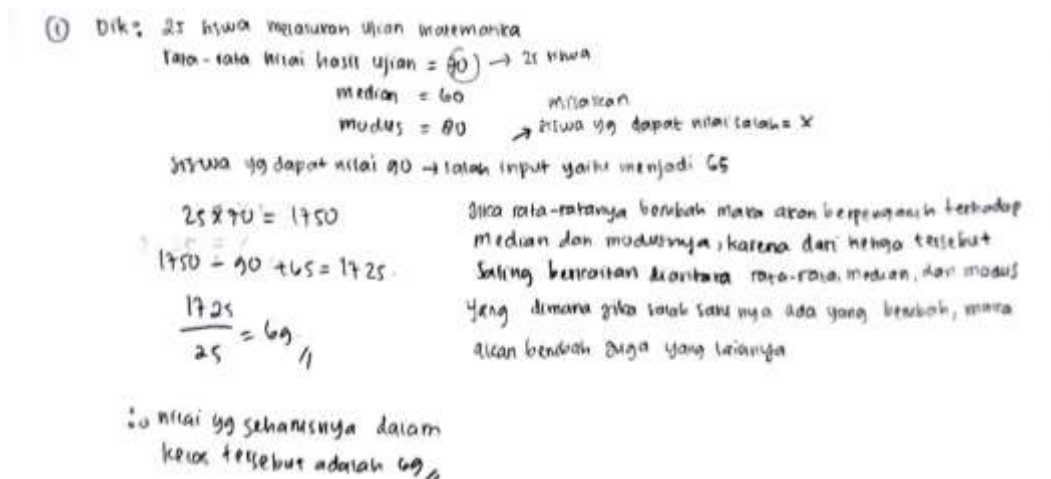 ① Dik: 25 siswa melakukan ujian matematika
rata-rata nilai hasil ujian = 70 → 25 siswa
median = 60
misalkan
modus = 80 → siswa yg dapat nilai salah = x
siswa yg dapat nilai 90 → salah input yaitu menjadi 65
25 x 70 = 1750
1750 - 90 + 65 = 1725
1725
25
= 69 //
Jika rata-ratanya berubah maka akan berpengaruh terhadap
median dan modusnya, karena dari ketiga tersebut
saling berkaitan diantara rata-rata, median, dan modus
yang dimana jika salah satu nya ada yang berubah, maka
akan berubah juga yang lainnya
∴ nilai yg seharusnya dalam
kelas tersebut adalah 69 //